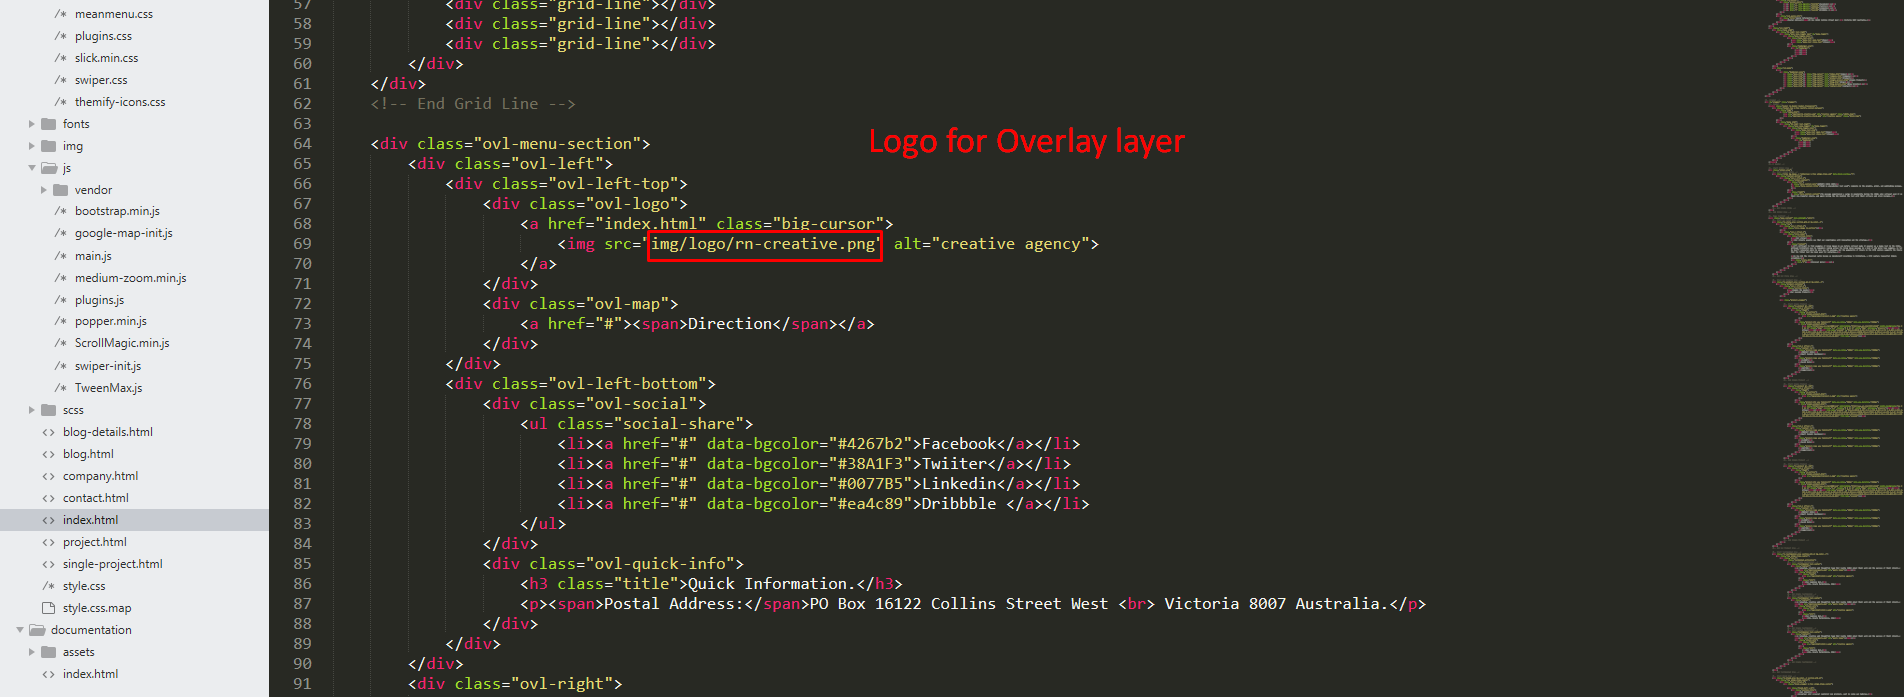 meanmenu.css
plugins.css
slick.min.css
swiper.css
themify-icons.css
fonts
img
js
vendor
bootstrap.min.js
google-map-init.js
main.js
medium-zoom.min.js
plugins.js
popper.min.js
ScrollMagic.min.js
swiper-init.js
TweenMax.js
scss
blog-details.html
blog.html
company.html
contact.html
index.html
project.html
single-project.html
style.css
style.css.map
documentation
assets
index.html
57 <div class="grid-line"></div>
58 <div class="grid-line"></div>
59 <div class="grid-line"></div>
60 </div>
61 </div>
62 <!-- End Grid Line -->
63
64 <div class="ovl-menu-section">
65 <div class="ovl-left">
66 <div class="ovl-left-top">
67 <div class="ovl-logo">
68 <a href="index.html" class="big-cursor">
69 <img src="img/logo/rn-creative.png" alt="creative agency">
70 </a>
71 </div>
72 <div class="ovl-map">
73 <a href="#"><span>Direction</span></a>
74 </div>
75 </div>
76 <div class="ovl-left-bottom">
77 <div class="ovl-social">
78 <ul class="social-share">
79 <li><a href="#" data-bgcolor="#4267b2">Facebook</a></li>
80 <li><a href="#" data-bgcolor="#38A1F3">Twiiter</a></li>
81 <li><a href="#" data-bgcolor="#0077B5">Linkedin</a></li>
82 <li><a href="#" data-bgcolor="#ea4c89">Dribbble </a></li>
83 </ul>
84 </div>
85 <div class="ovl-quick-info">
86 <h3 class="title">Quick Information.</h3>
87 <p><span>Postal Address:</span>PO Box 16122 Collins Street West <br> Victoria 8007 Australia.</p>
88 </div>
89 </div>
90 </div>
91 <div class="ovl-right">
Logo for Overlay layer